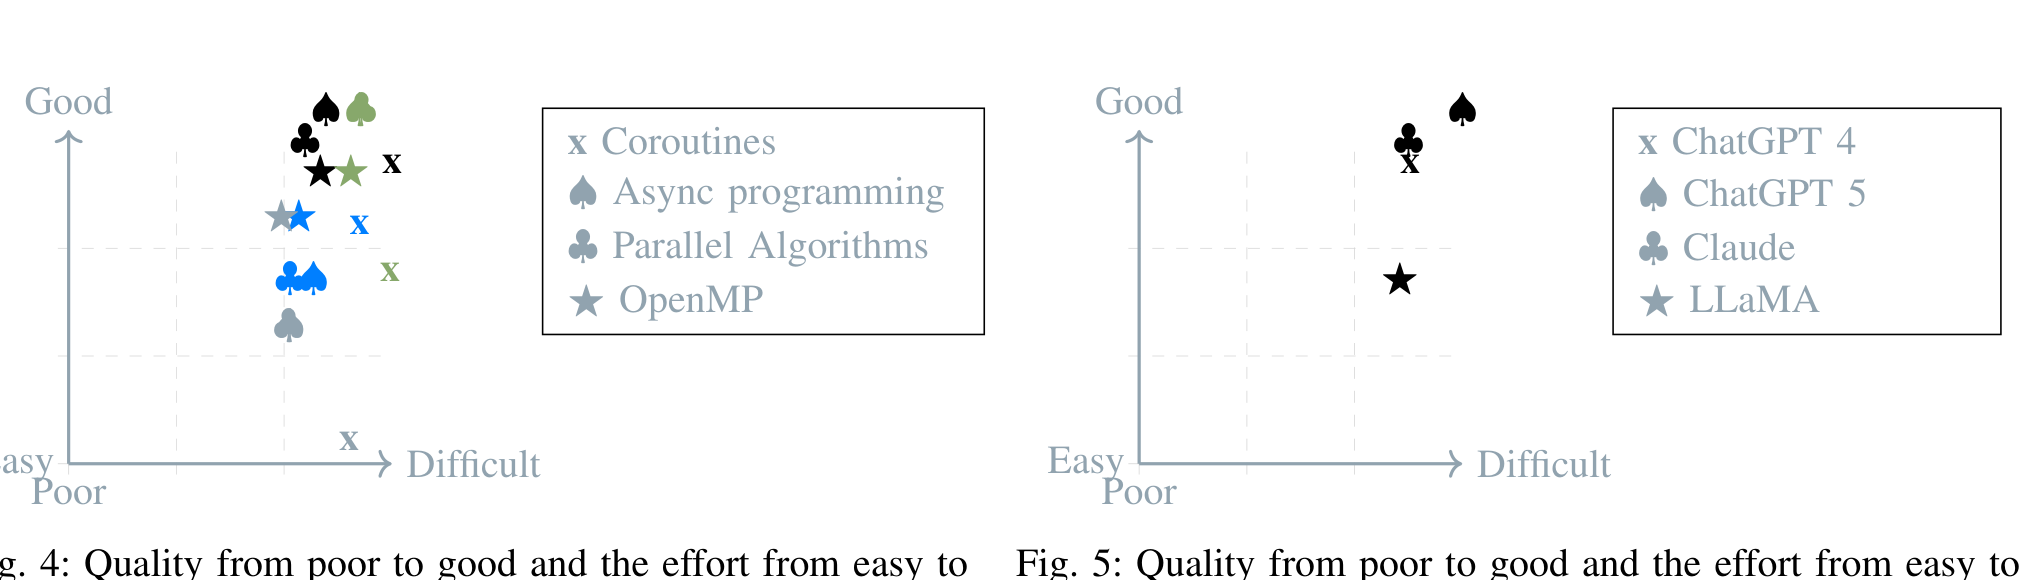 Good
x Coroutines
♠ Async programming
♣ Parallel Algorithms
★ OpenMP
asy
Poor
Difficult
g. 4: Quality from poor to good and the effort from easy to
Good
x ChatGPT 4
♠ ChatGPT 5
♣ Claude
★ LLaMA
Easy
Poor
Difficult
Fig. 5: Quality from poor to good and the effort from easy to